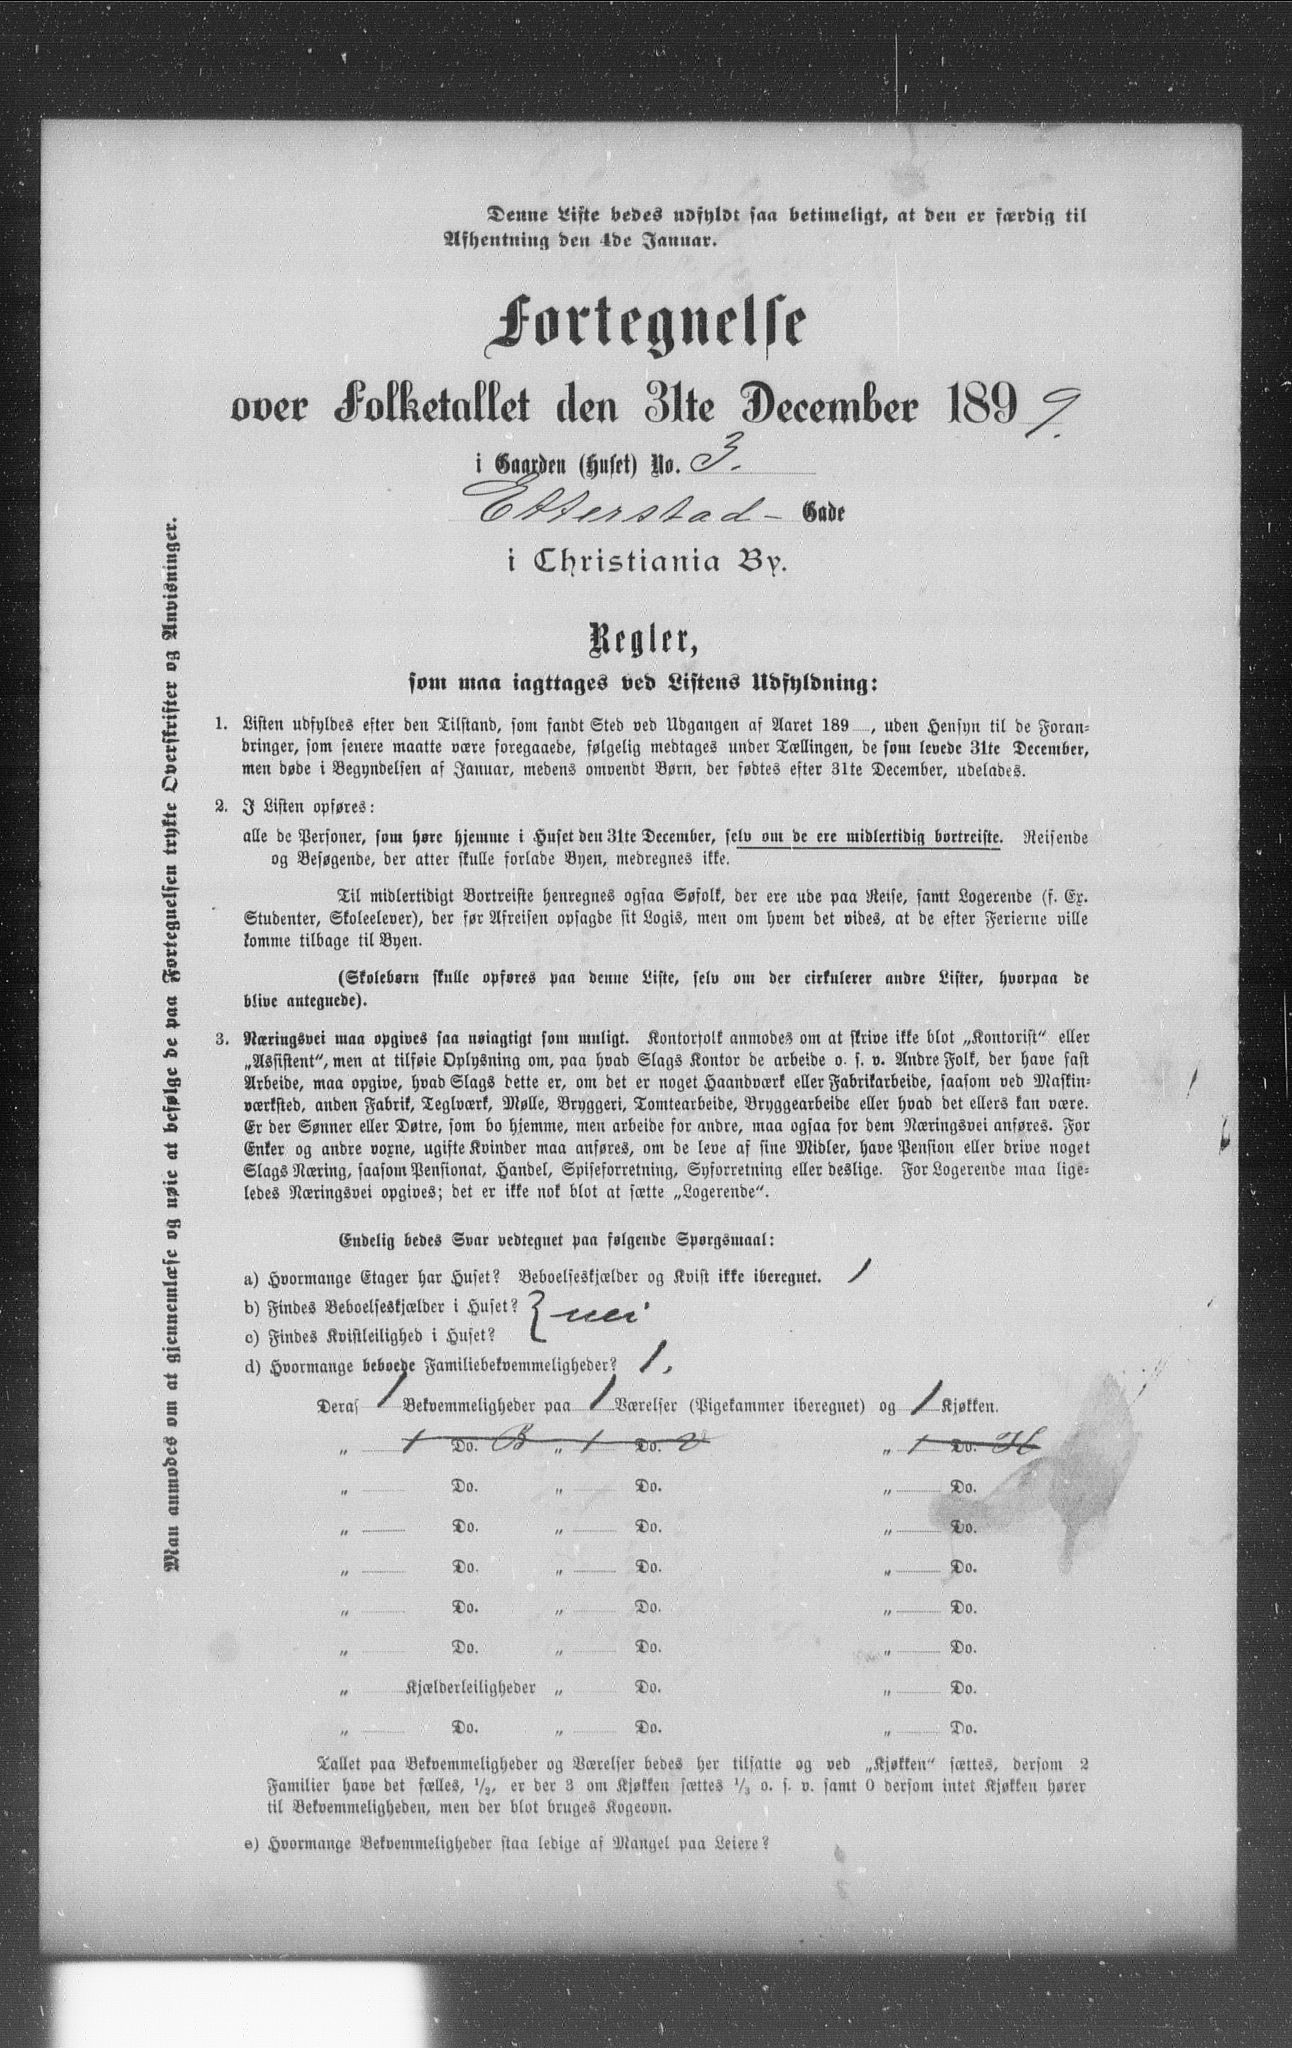 Denne Liste bedes udfyldt saa betimeligt, at den er færdig til
Afhentning den 4de Januar.
Fortegnelse
over Folketallet den 31te December 1899.
i Gaarden (Huset) No. 3.
Etterstad- Gade
i Christiania By.
Regler,
som maa iagttages ved Listens Udfyldning:
1. Listen udfyldes efter den Tilstand, som fandt Sted ved Udgangen af Aaret 189 , uden Hensyn til de Foran-
dringer, som senere maatte være foregaaede, følgelig medtages under Tællingen, de som levede 31te December,
men døde i Begyndelsen af Januar, medens omvendt Børn, der fødtes efter 31te December, udelades.
2. I Listen opføres:
alle de Personer, som høre hjemme i Huset den 31te December, selv om de ere midlertidig bortreiste. Reisende
og Besøgende, der atter skulle forlade Byen, medregnes ikke.
Til midlertidigt Bortreiste henregnes ogsaa Søfolk, der ere ude paa Reise, samt Logerende (f. Ex.
Studenter, Skoleelever), der før Afreisen opsagde sit Logis, men om hvem det vides, at de efter Ferierne ville
komme tilbage til Byen.
(Skolebørn skulle opføres paa denne Liste, selv om der cirkulerer andre Lister, hvorpaa de
blive antegnede).
3. Næringsvei maa opgives saa nøiagtigt som muligt. Kontorfolk anmodes om at skrive ikke blot „Kontorist“ eller
„Assistent“, men at tilføie Oplysning om, paa hvad Slags Kontor de arbeide o. s. v. Andre Folk, der have fast
Arbeide, maa opgive, hvad Slags dette er, om det er noget Haandværk eller Fabrikarbeide, saasom ved Maskin-
værksted, anden Fabrik, Teglværk, Mølle, Bryggeri, Tomtearbeide, Bryggearbeide eller hvad det ellers kan være.
Er der Sønner eller Døtre, som bo hjemme, men arbeide for andre, maa ogsaa for dem Næringsvei anføres. For
Enker og andre voxne, ugifte Kvinder maa anføres, om de leve af sine Midler, have Pension eller drive noget
Slags Næring, saasom Pensionat, Handel, Spiseforretning, Syforretning eller deslige. For Logerende maa lige-
ledes Næringsvei opgives; det er ikke nok blot at sætte „Logerende“.
Endelig bedes Svar vedtegnet paa følgende Spørgsmaal:
a) Hvormange Etager har Huset? Beboelseskjælder og Kvist ikke iberegnet. 1
b) Findes Beboelseskjælder i Huset? } nei
c) Findes Kvistleilighed i Huset?
d) Hvormange beboede Familiebekvemmeligheder? 1.
Deraf 1 Bekvemmeligheder paa 1 Værelser (Pigekammer iberegnet) og 1 Kjøkken.
„ 1 Do. B „ 1 Do. V „ 1 Do. K
„ Do. „ Do. „ Do.
„ Do. „ Do. „ Do.
„ Do. „ Do. „ Do.
„ Do. „ Do. „ Do.
„ Do. „ Do. „ Do.
„ Kjælderleiligheder „ Do. „ Do.
„ Do. „ Do. „ Do.
Tallet paa Bekvemmeligheder og Værelser bedes her tilsatte og ved „Kjøkken“ sættes, dersom 2
Familier have det fælles, 1/2, er der 3 om Kjøkken sættes 1/3 o. s. v. samt 0 dersom intet Kjøkken hører
til Bekvemmeligheden, men der blot bruges Kogeovn.
e) Hvormange Bekvemmeligheder staa ledige af Mangel paa Leiere?
Man anmodes om at gjennemlæse og nøie at befølge de paa Fortegnelsen trykte Overskrifter og Anvisninger.